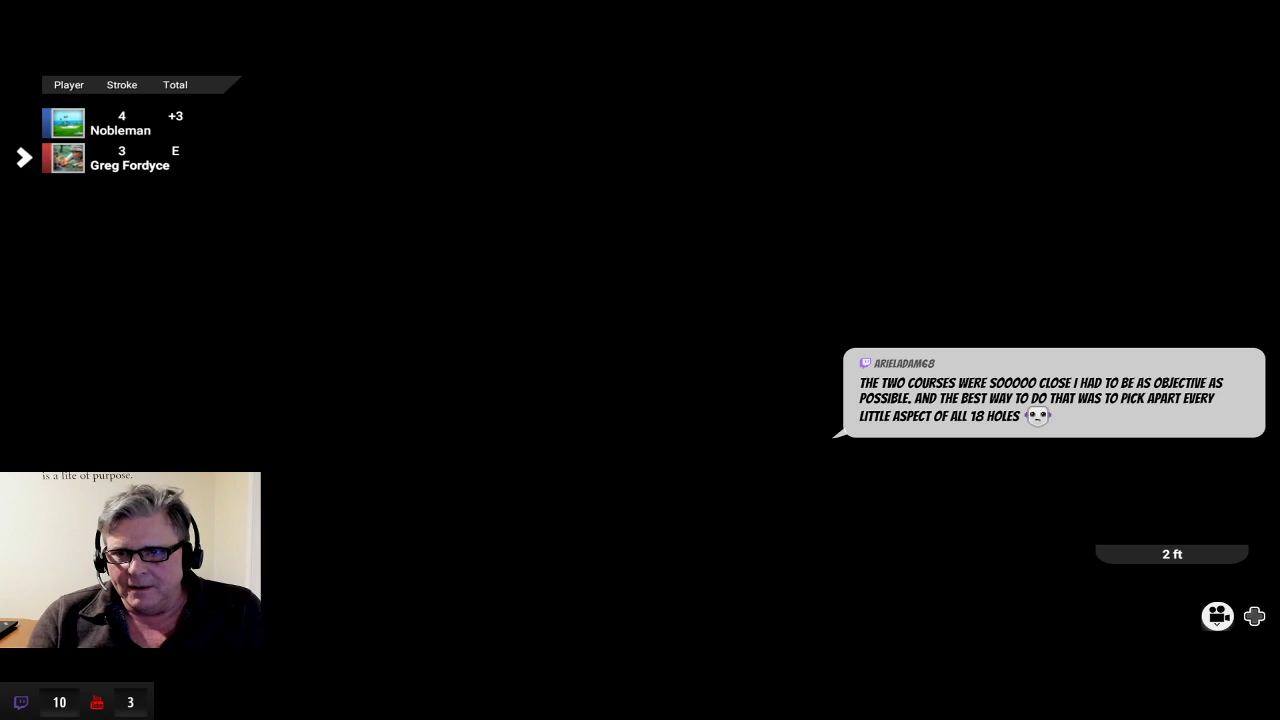 Player Stroke Total
4 +3
Nobleman
3 E
Greg Fordyce
ARIELADAM68
THE TWO COURSES WERE SOOOOO CLOSE I HAD TO BE AS OBJECTIVE AS
POSSIBLE. AND THE BEST WAY TO DO THAT WAS TO PICK APART EVERY
LITTLE ASPECT OF ALL 18 HOLES
is a life of purpose.
2 ft
10 You Tube 3